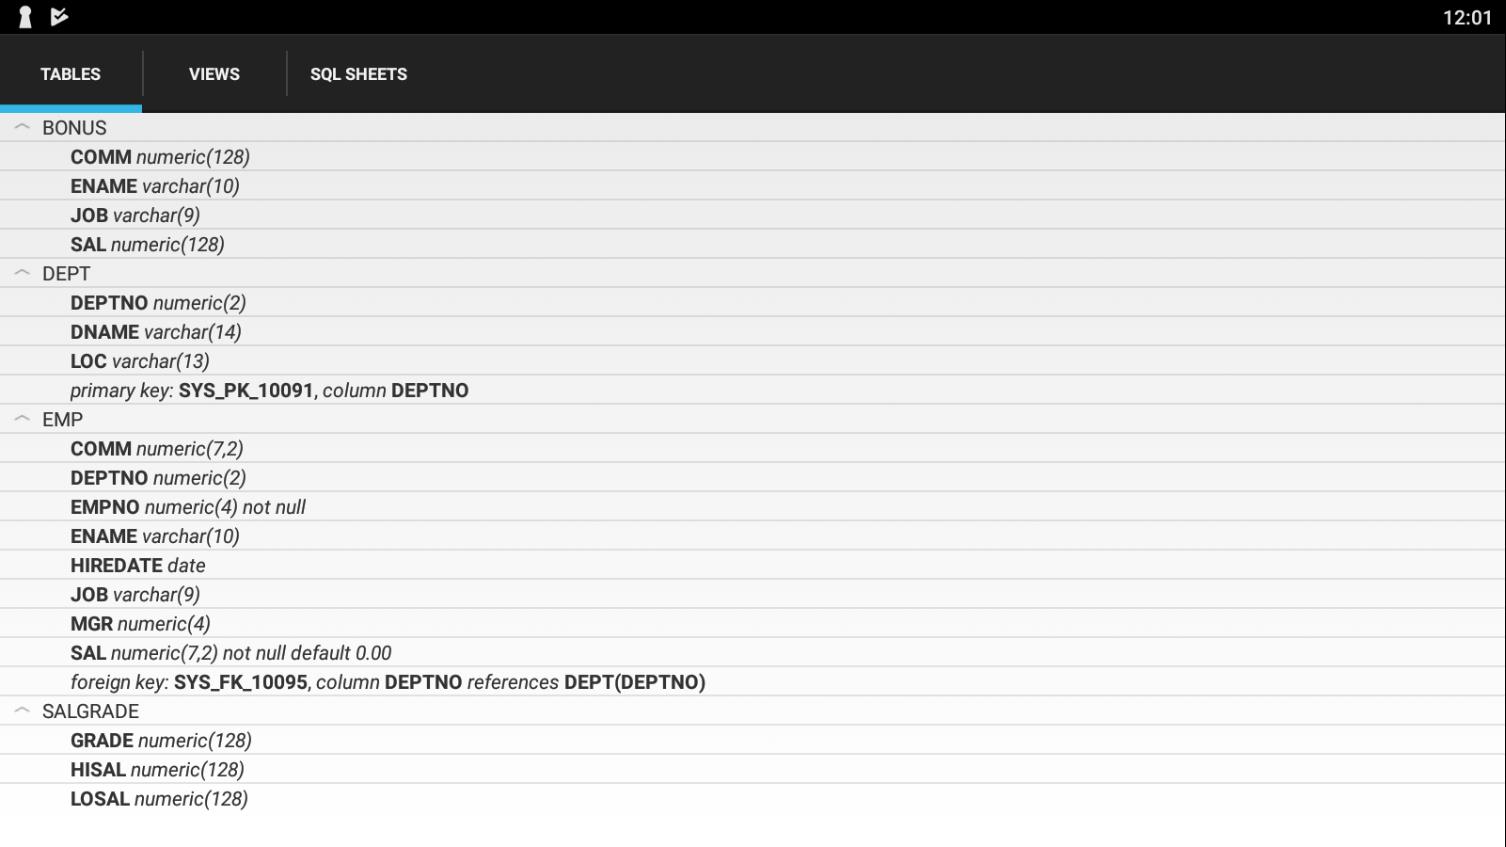 12:01
TABLES VIEWS SQL SHEETS
BONUS
COMM numeric(128)
ENAME varchar(10)
JOB varchar(9)
SAL numeric(128)
DEPT
DEPTNO numeric(2)
DNAME varchar(14)
LOC varchar(13)
primary key: SYS_PK_10091, column DEPTNO
EMP
COMM numeric(7,2)
DEPTNO numeric(2)
EMPNO numeric(4) not null
ENAME varchar(10)
HIREDATE date
JOB varchar(9)
MGR numeric(4)
SAL numeric(7,2) not null default 0.00
foreign key: SYS_FK_10095, column DEPTNO references DEPT(DEPTNO)
SALGRADE
GRADE numeric(128)
HISAL numeric(128)
LOSAL numeric(128)